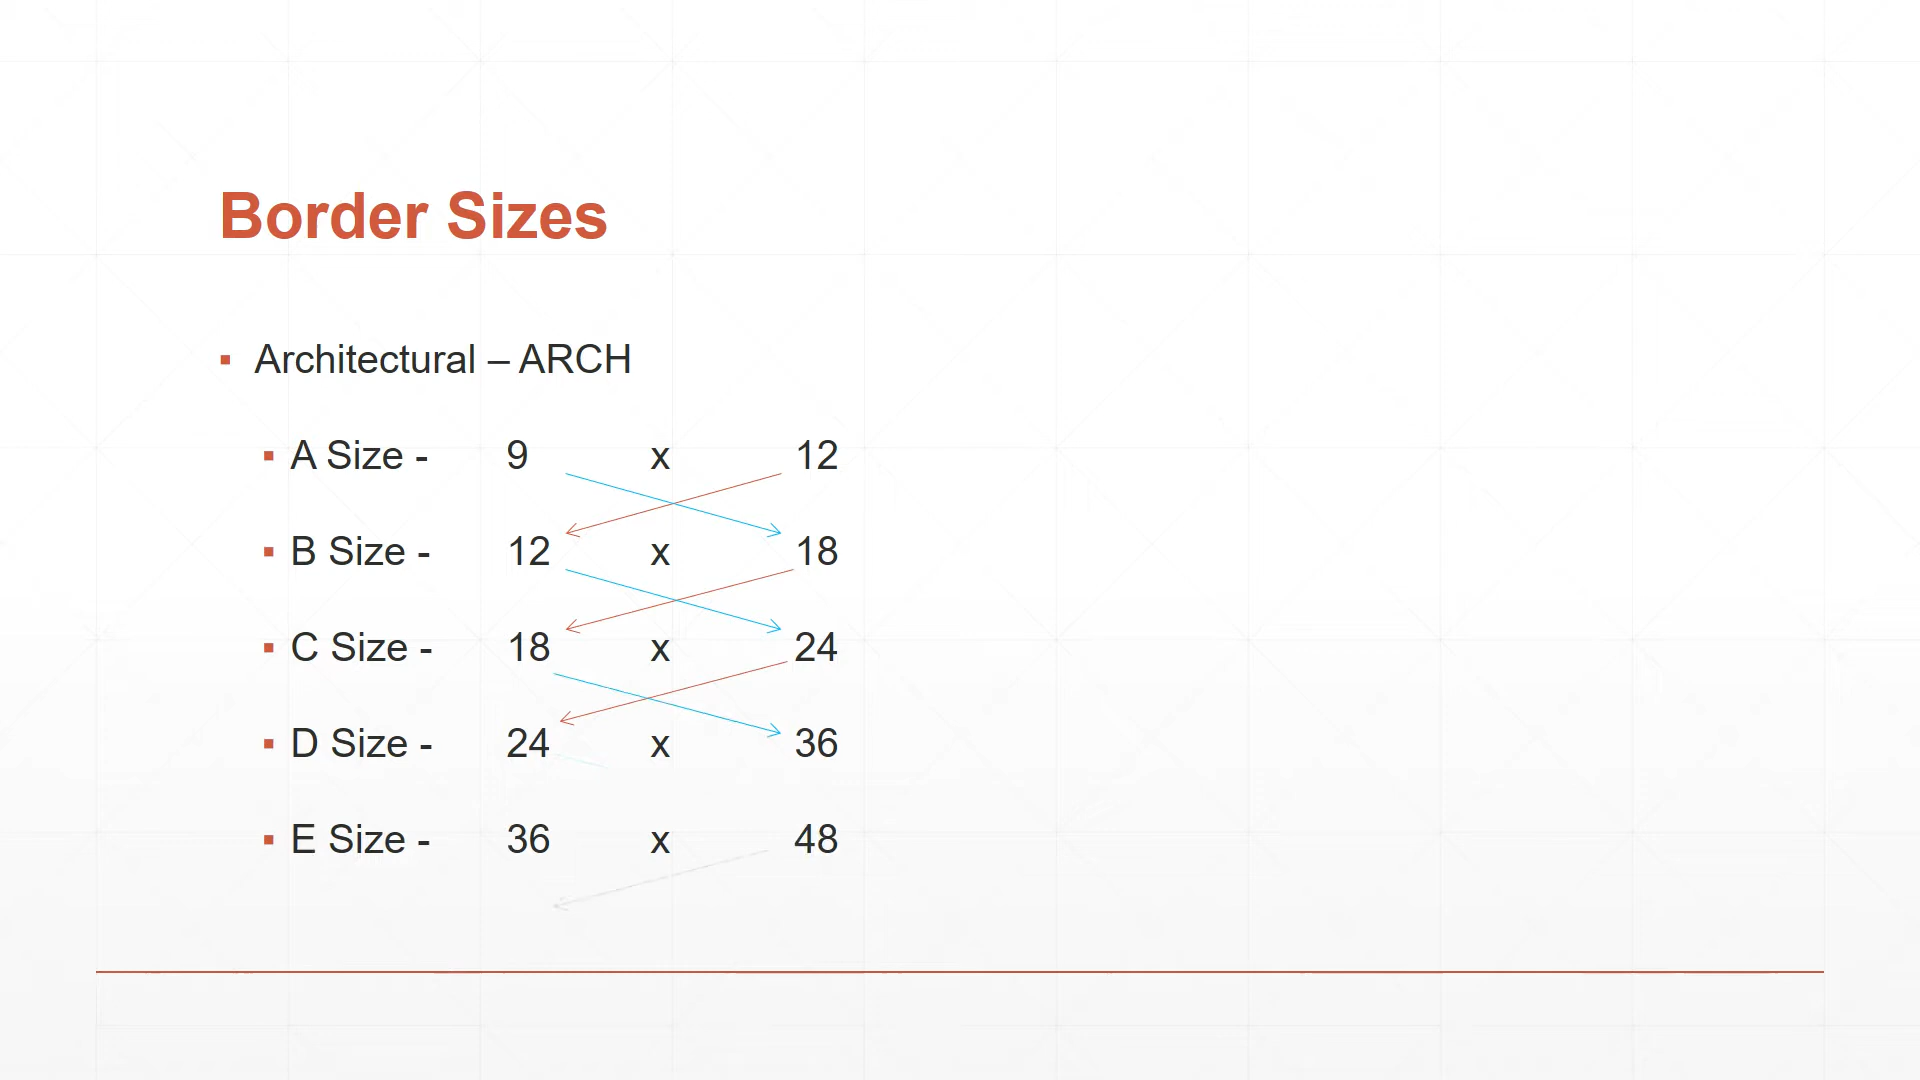 Border Sizes
▪ Architectural – ARCH
▪ A Size - 9 x 12
▪ B Size - 12 x 18
▪ C Size - 18 x 24
▪ D Size - 24 x 36
▪ E Size - 36 x 48